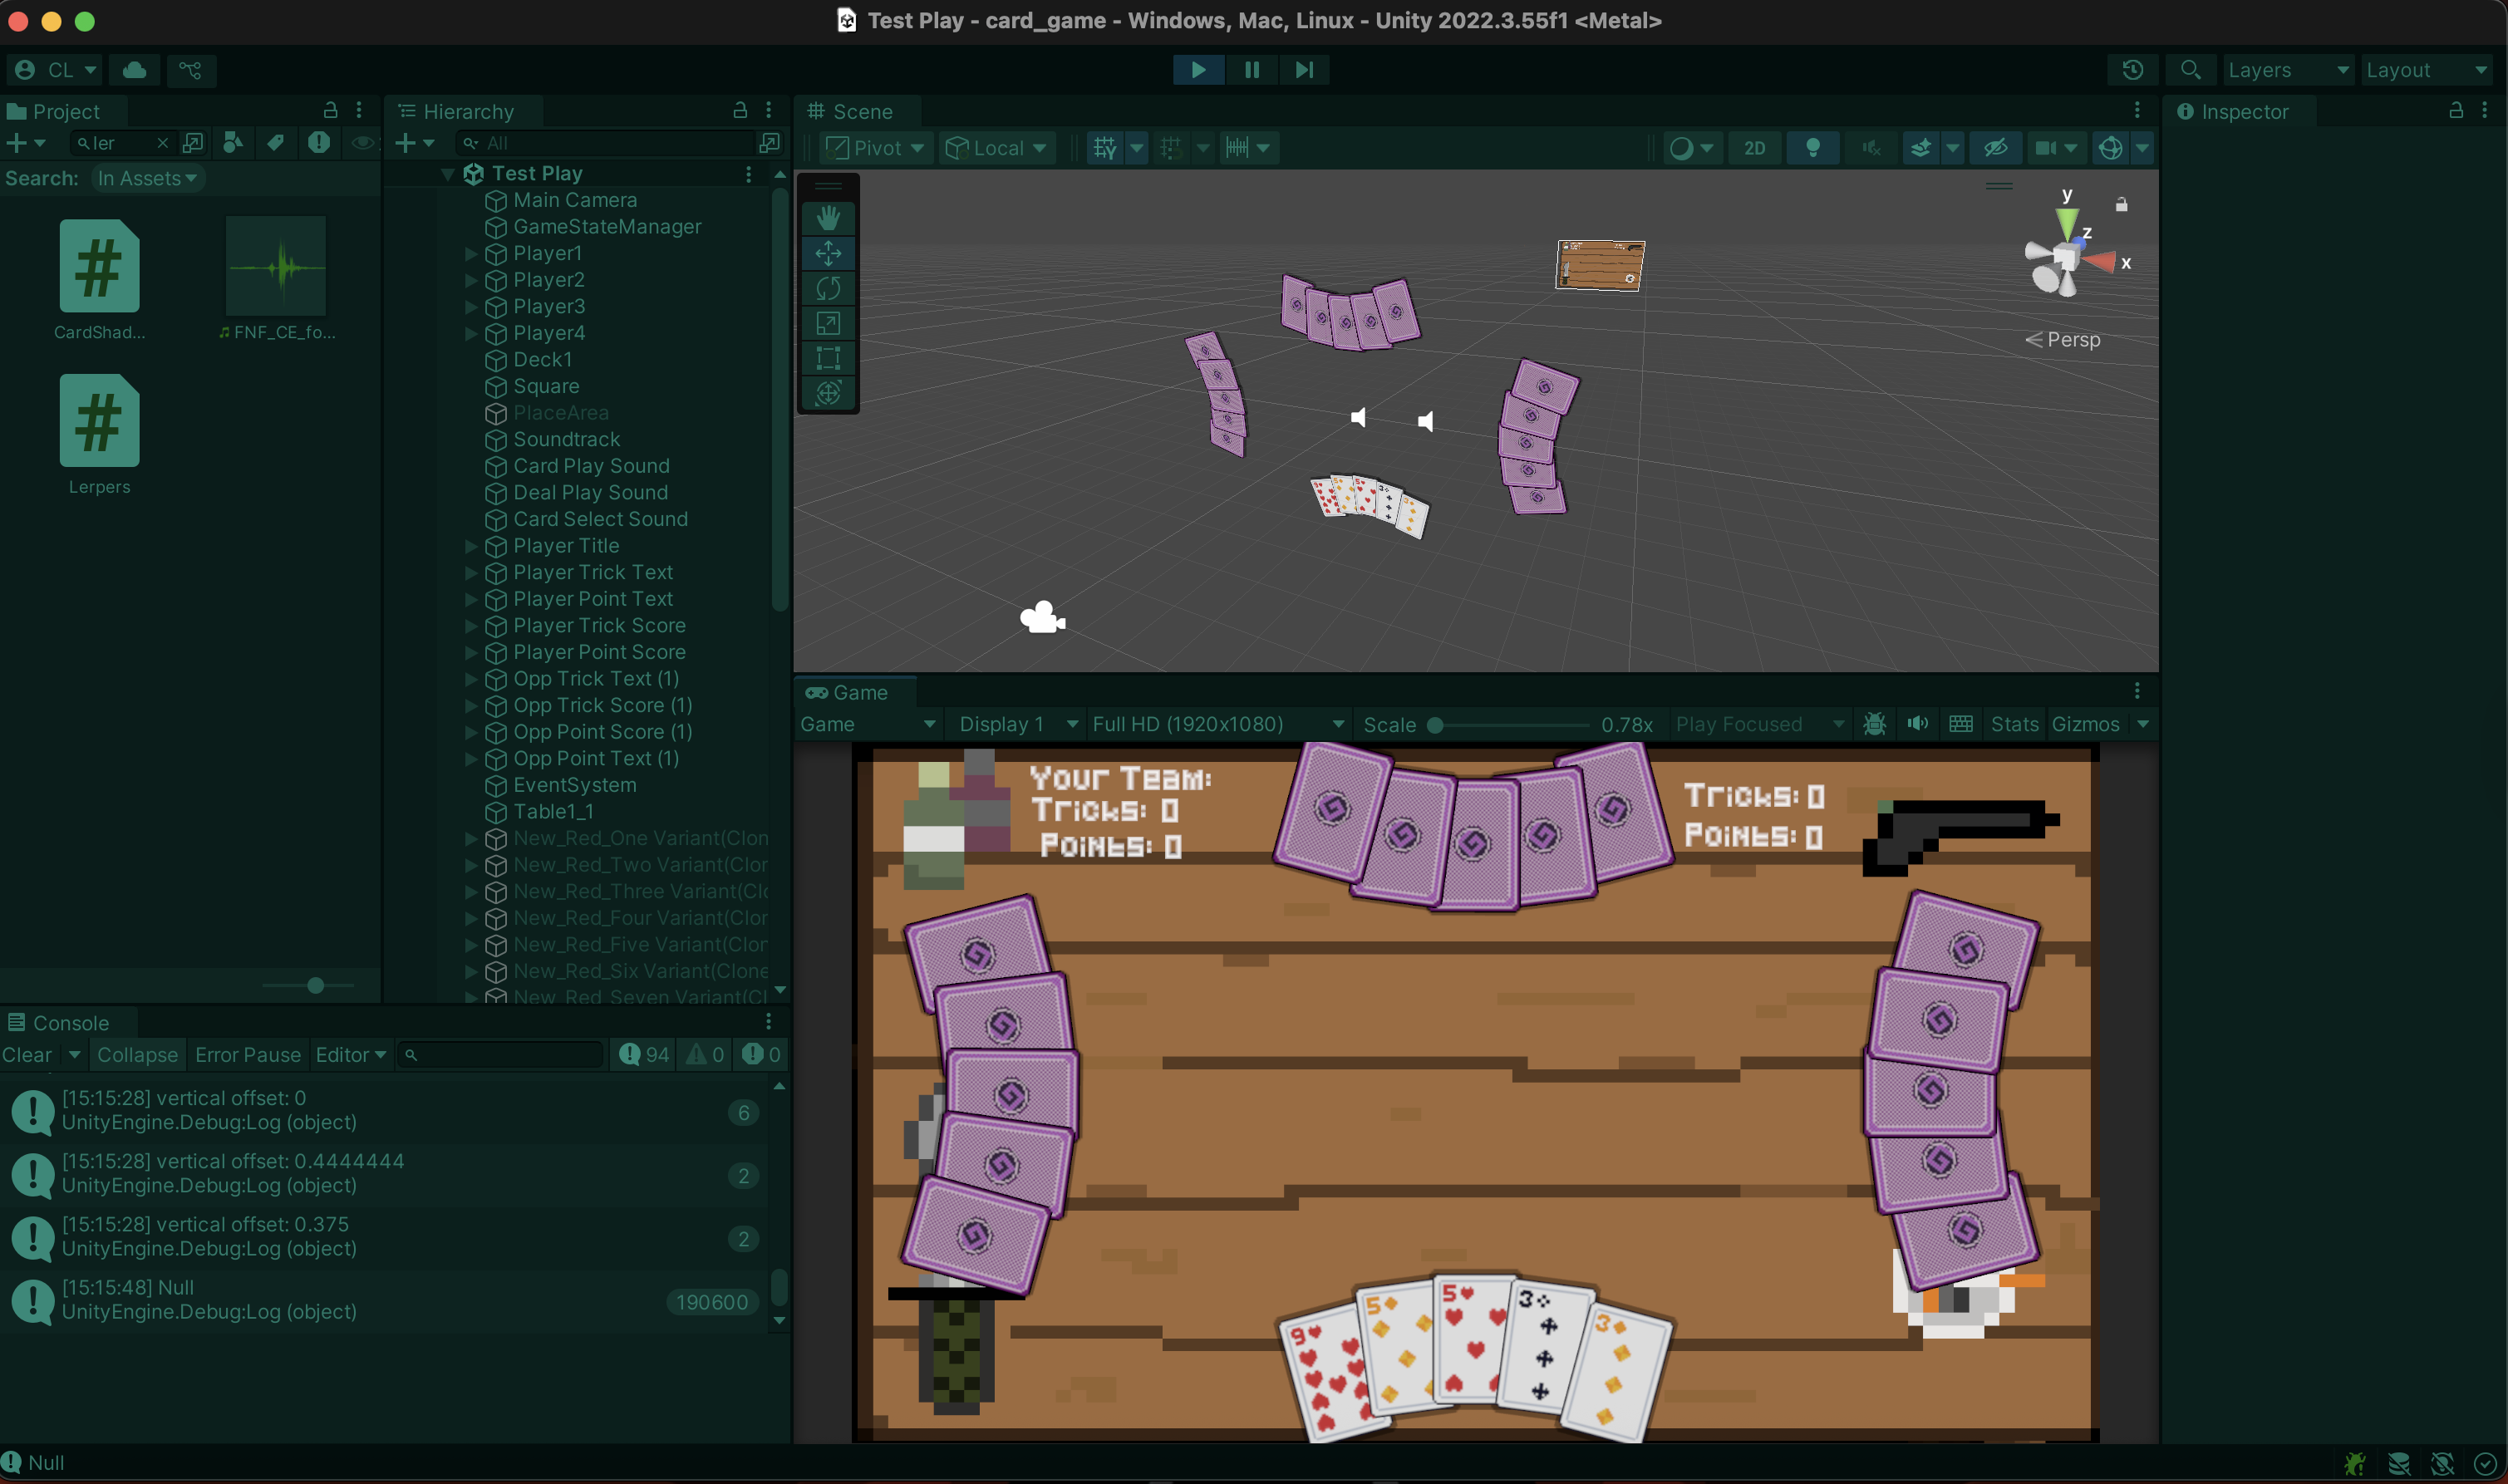 Test Play - card_game - Windows, Mac, Linux - Unity 2022.3.55f1 <Metal>
CL
Layers
Layout
Project
ler
Search: In Assets
CardShad...
FNF_CE_fo...
Lerpers
Hierarchy
All
Test Play
Main Camera
GameStateManager
Player1
Player2
Player3
Player4
Deck1
Square
PlaceArea
Soundtrack
Card Play Sound
Deal Play Sound
Card Select Sound
Player Title
Player Trick Text
Player Point Text
Player Trick Score
Player Point Score
Opp Trick Text (1)
Opp Trick Score (1)
Opp Point Score (1)
Opp Point Text (1)
EventSystem
Table1_1
New_Red_One Variant(Clon
New_Red_Two Variant(Clor
New_Red_Three Variant(Clo
New_Red_Four Variant(Clor
New_Red_Five Variant(Clon
New_Red_Six Variant(Clone
New_Red_Seven Variant(Cl
Scene
Pivot
Local
2D
y
z
x
Persp
Game
Game
Display 1
Full HD (1920x1080)
Scale
0.78x
Play Focused
Stats
Gizmos
Your Team:
Tricks: 0
Points: 0
Tricks: 0
Points: 0
9
5
5
3
3
Inspector
Console
Clear
Collapse
Error Pause
Editor
94
0
0
[15:15:28] vertical offset: 0
UnityEngine.Debug:Log (object)
6
[15:15:28] vertical offset: 0.4444444
UnityEngine.Debug:Log (object)
2
[15:15:28] vertical offset: 0.375
UnityEngine.Debug:Log (object)
2
[15:15:48] Null
UnityEngine.Debug:Log (object)
190600
Null